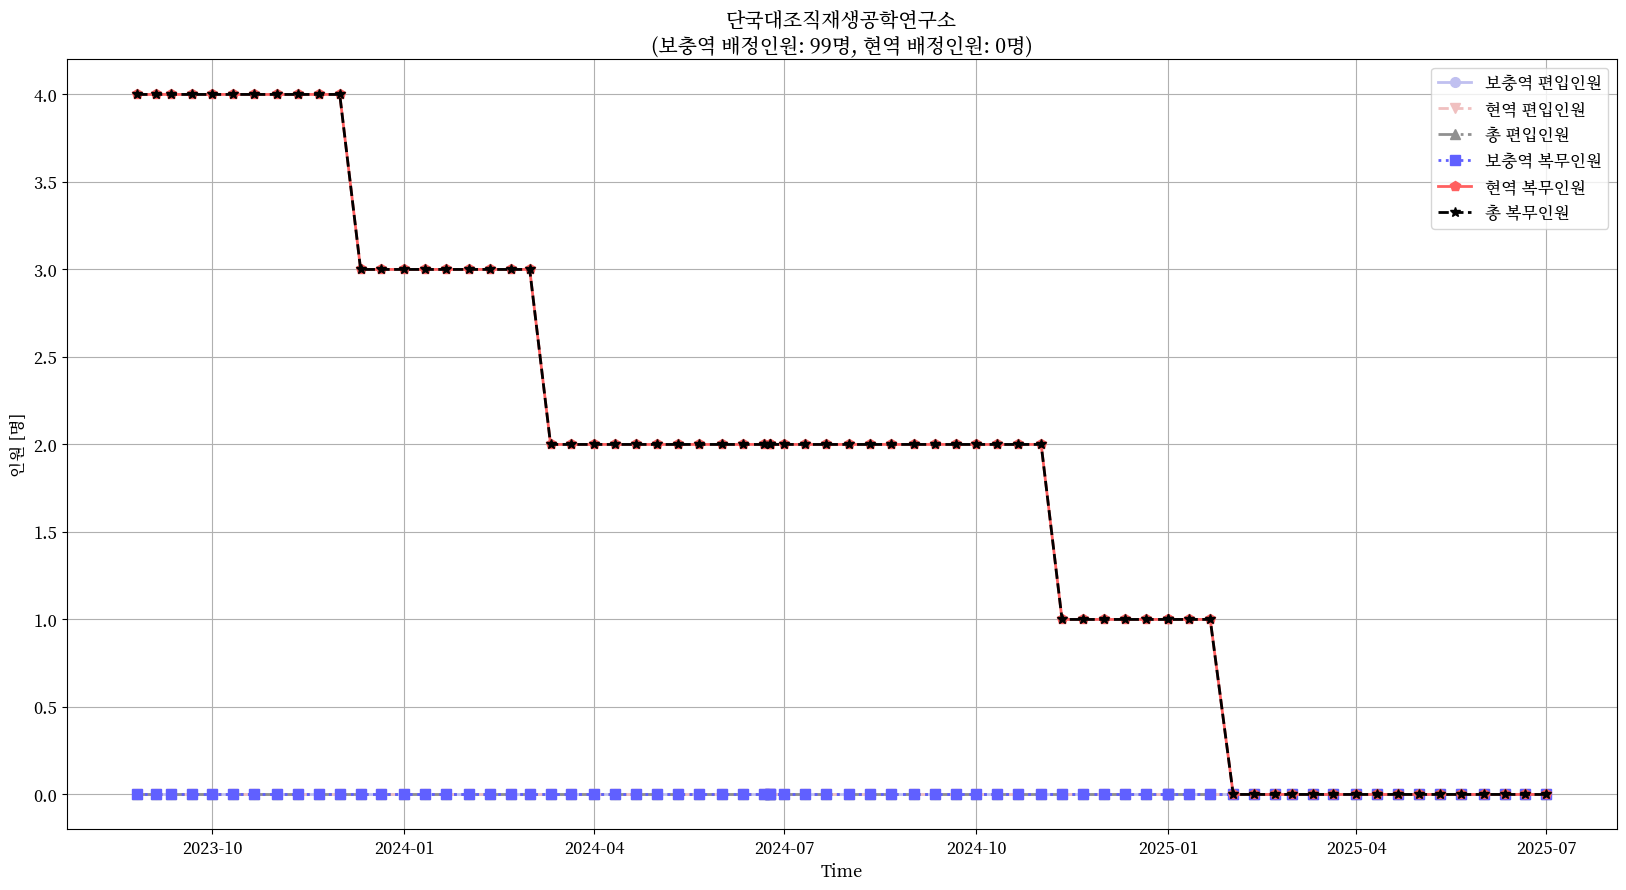 단국대조직재생공학연구소
(보충역 배정인원: 99명, 현역 배정인원: 0명)
보충역 편입인원
현역 편입인원
총 편입인원
보충역 복무인원
현역 복무인원
총 복무인원
인원 [명]
4.0
3.5
3.0
2.5
2.0
1.5
1.0
0.5
0.0
2023-10
2024-01
2024-04
2024-07
2024-10
2025-01
2025-04
2025-07
Time